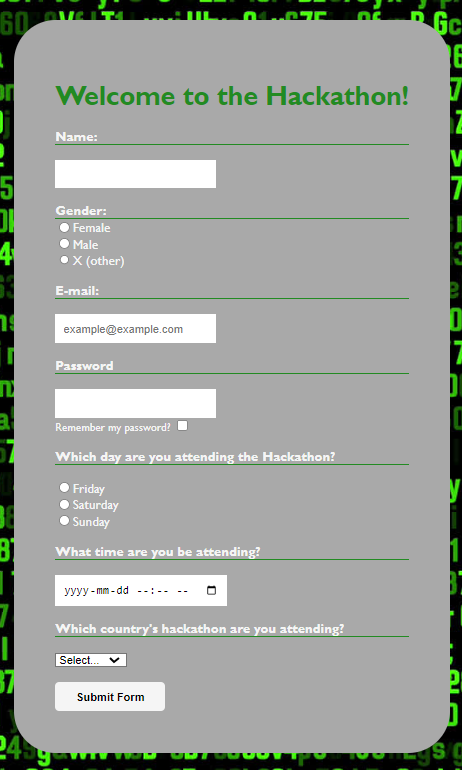 Welcome to the Hackathon!
Name:
Gender:
Female
Male
X (other)
E-mail:
example@example.com
Password
Remember my password?
Which day are you attending the Hackathon?
Friday
Saturday
Sunday
What time are you be attending?
yyyy-mm-dd --:-- --
Which country's hackathon are you attending?
Select...
Submit Form